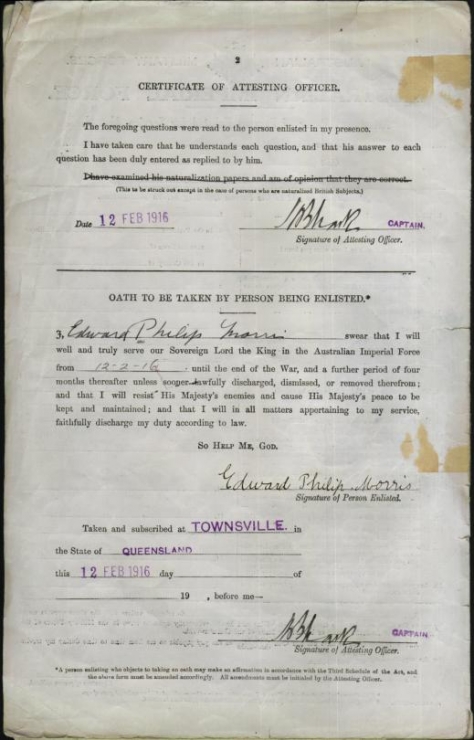 2
CERTIFICATE OF ATTESTING OFFICER.
The foregoing questions were read to the person enlisted in my presence.
I have taken care that he understands each question, and that his answer to each
question has been duly entered as replied to by him.
I have examined his naturalization papers and am of opinion that they are correct.
(This to be struck out except in the case of persons who are naturalized British Subjects.)
Date 12 FEB 1916
CAPTAIN.
Signature of Attesting Officer.
OATH TO BE TAKEN BY PERSON BEING ENLISTED.*
I, Edward Philip Morris swear that I will
well and truly serve our Sovereign Lord the King in the Australian Imperial Force
from 12-2-16 until the end of the War, and a further period of four
months thereafter unless sooner lawfully discharged, dismissed, or removed therefrom;
and that I will resist His Majesty's enemies and cause His Majesty's peace to be
kept and maintained; and that I will in all matters appertaining to my service,
faithfully discharge my duty according to law.
SO HELP ME, GOD.
Edward Philip Morris
Signature of Person Enlisted.
Taken and subscribed at TOWNSVILLE. in
the State of QUEENSLAND
this 12 FEB 1916 day of
19 , before me—
CAPTAIN
Signature of Attesting Officer.
*A person enlisting who objects to taking an oath may make an affirmation in accordance with the Third Schedule of the Act, and
the above form must be amended accordingly. All amendments must be initialed by the Attesting Officer.